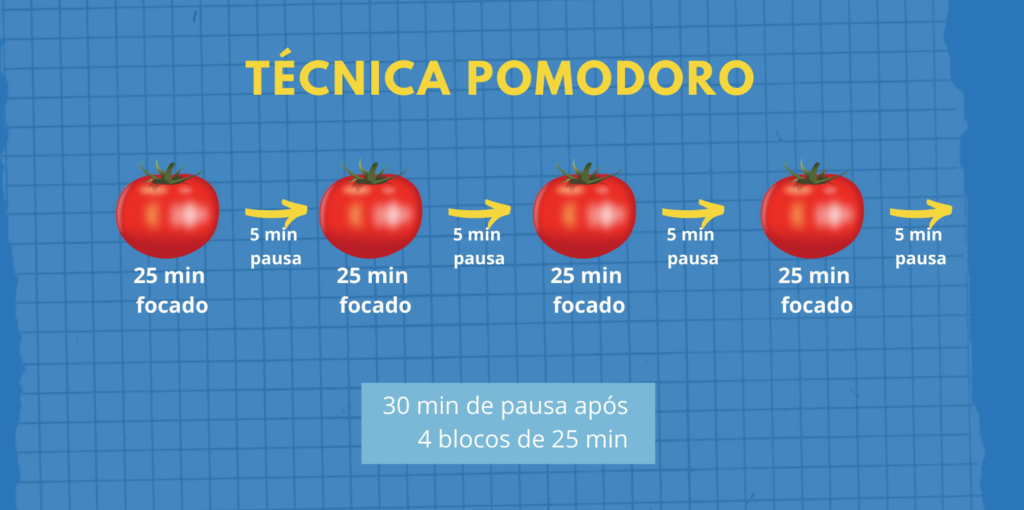 TÉCNICA POMODORO
5 min
pausa
5 min
pausa
5 min
pausa
5 min
pausa
25 min
focado
25 min
focado
25 min
focado
25 min
focado
30 min de pausa após
4 blocos de 25 min